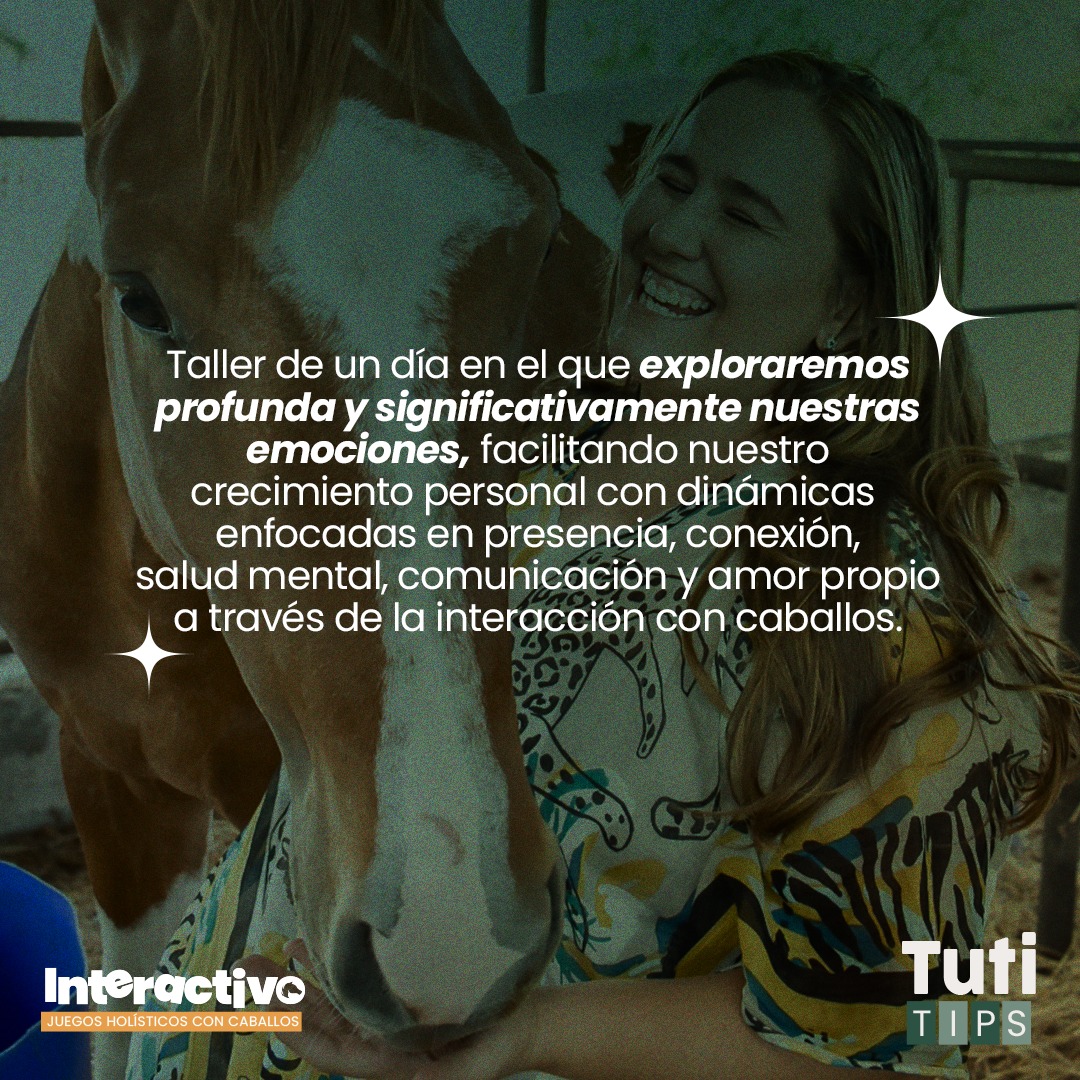 Taller de un día en el que exploraremos
profunda y significativamente nuestras
emociones, facilitando nuestro
crecimiento personal con dinámicas
enfocadas en presencia, conexión,
salud mental, comunicación y amor propio
a través de la interacción con caballos.
Interactivo
JUEGOS HOLÍSTICOS CON CABALLOS
Tuti
TIPS